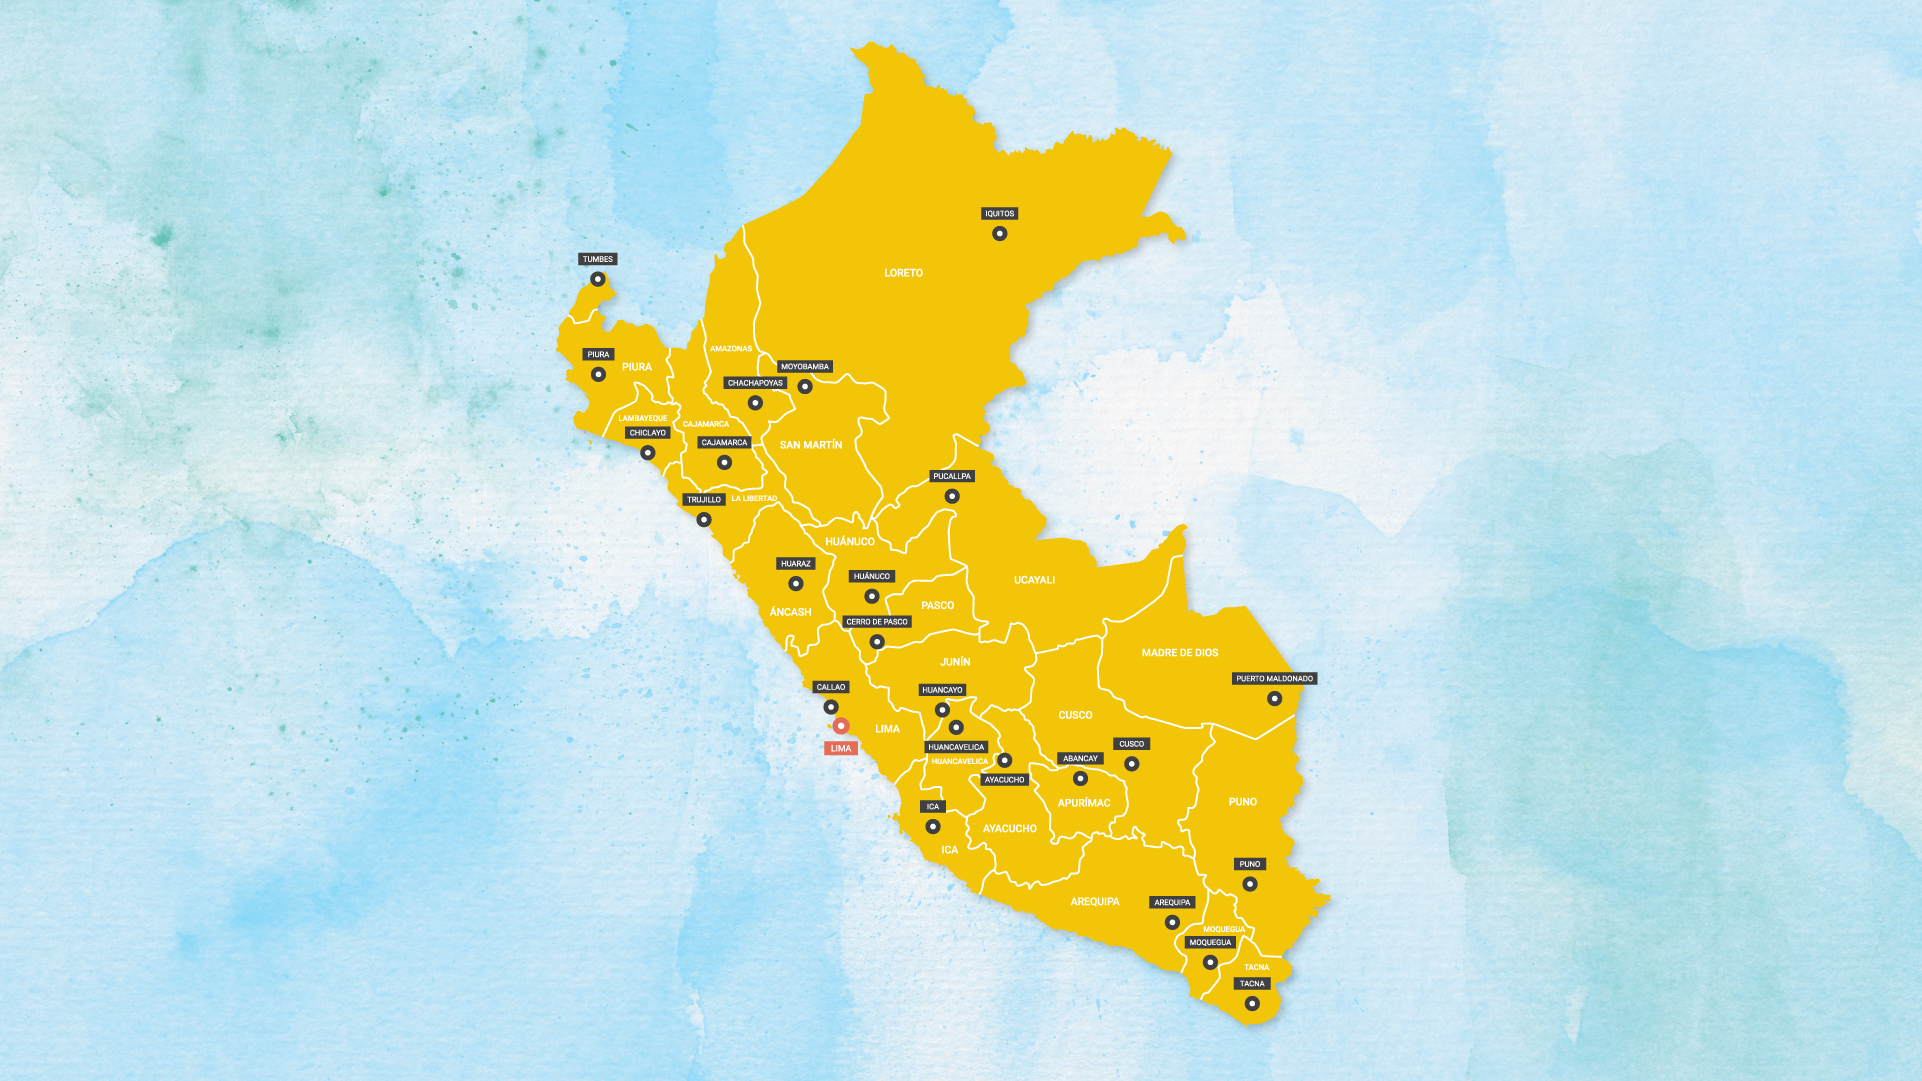 IQUITOS
TUMBES
LORETO
AMAZONAS
PIURA
PIURA
MOYOBAMBA
CHACHAPOYAS
LAMBAYEQUE
CAJAMARCA
CHICLAYO
CAJAMARCA
SAN MARTÍN
PUCALLPA
TRUJILLO
LA LIBERTAD
HUÁNUCO
HUARAZ
HUÁNUCO
UCAYALI
PASCO
ÁNCASH
CERRO DE PASCO
MADRE DE DIOS
JUNÍN
PUERTO MALDONADO
CALLAO
HUANCAYO
CUSCO
LIMA
LIMA
HUANCAVELICA
CUSCO
ABANCAY
HUANCAVELICA
AYACUCHO
ICA
APURÍMAC
PUNO
AYACUCHO
ICA
PUNO
AREQUIPA
AREQUIPA
MOQUEGUA
MOQUEGUA
TACNA
TACNA